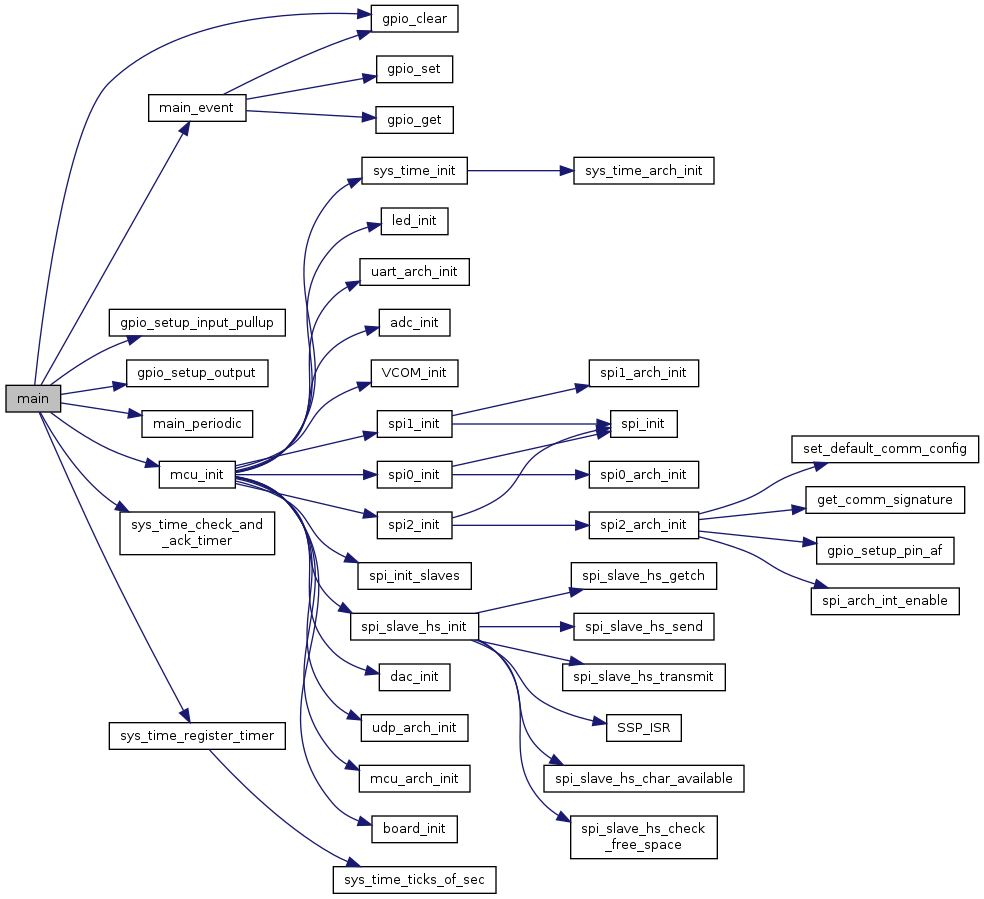 gpio_clear
gpio_set
main_event
gpio_get
sys_time_init
sys_time_arch_init
led_init
uart_arch_init
gpio_setup_input_pullup
adc_init
gpio_setup_output
VCOM_init
spi1_arch_init
main
main_periodic
spi1_init
spi_init
set_default_comm_config
mcu_init
spi0_init
spi0_arch_init
get_comm_signature
sys_time_check_and
_ack_timer
spi2_init
spi2_arch_init
gpio_setup_pin_af
spi_init_slaves
spi_slave_hs_getch
spi_arch_int_enable
spi_slave_hs_init
spi_slave_hs_send
dac_init
spi_slave_hs_transmit
sys_time_register_timer
udp_arch_init
SSP_ISR
mcu_arch_init
spi_slave_hs_char_available
board_init
spi_slave_hs_check
_free_space
sys_time_ticks_of_sec